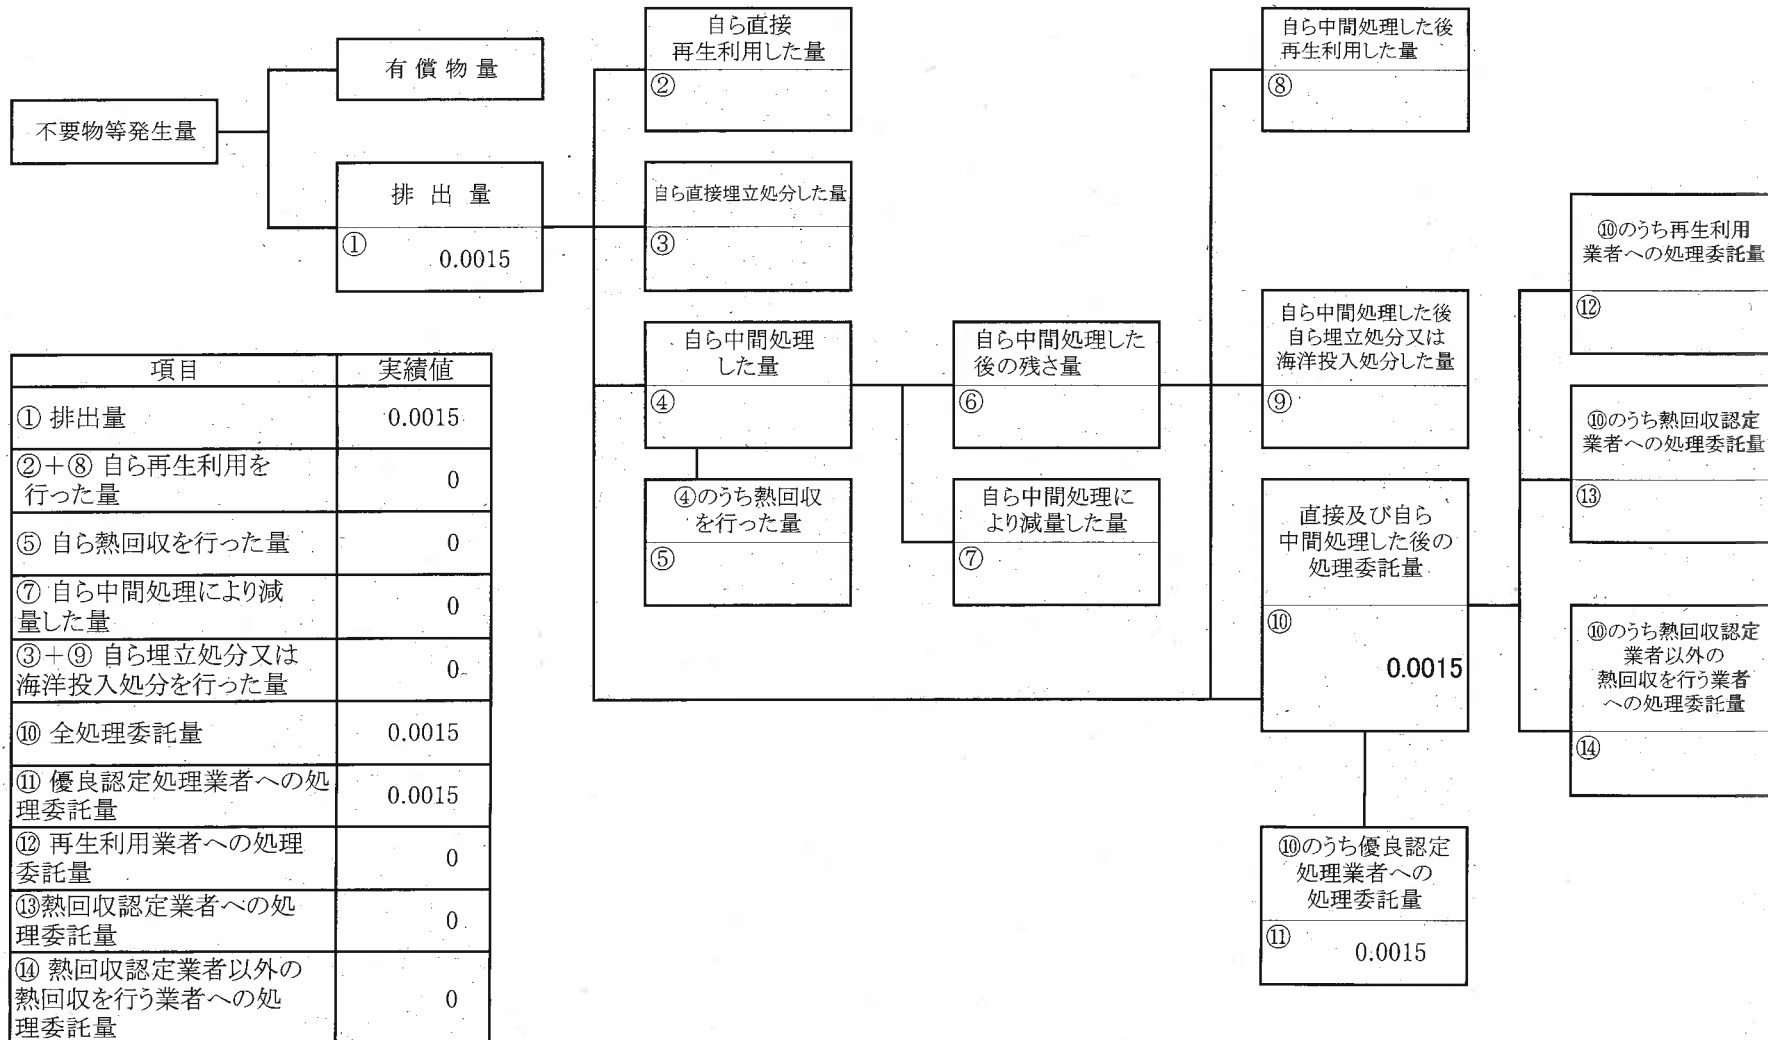 不要物等発生量
有償物量
排出量
①
0.0015
自ら直接
再生利用した量
②
自ら直接埋立処分した量
③
自ら中間処理
した量
④
④のうち熱回収
を行った量
⑤
自ら中間処理した
後の残さ量
⑥
自ら中間処理に
より減量した量
⑦
自ら中間処理した後
再生利用した量
⑧
自ら中間処理した後
自ら埋立処分又は
海洋投入処分した量
⑨
直接及び自ら
中間処理した後の
処理委託量
⑩
0.0015
⑩のうち優良認定
処理業者への
処理委託量
⑪
0.0015
⑩のうち再生利用
業者への処理委託量
⑫
⑩のうち熱回収認定
業者への処理委託量
⑬
⑩のうち熱回収認定
業者以外の
熱回収を行う業者
への処理委託量
⑭
項目 実績値
① 排出量 0.0015
②+⑧ 自ら再生利用を
行った量 0
⑤ 自ら熱回収を行った量 0
⑦ 自ら中間処理により減
量した量 0
③+⑨ 自ら埋立処分又は
海洋投入処分を行った量 0
⑩ 全処理委託量 0.0015
⑪ 優良認定処理業者への処
理委託量 0.0015
⑫ 再生利用業者への処理
委託量 0
⑬熱回収認定業者への処
理委託量 0
⑭ 熱回収認定業者以外の
熱回収を行う業者への処
理委託量 0